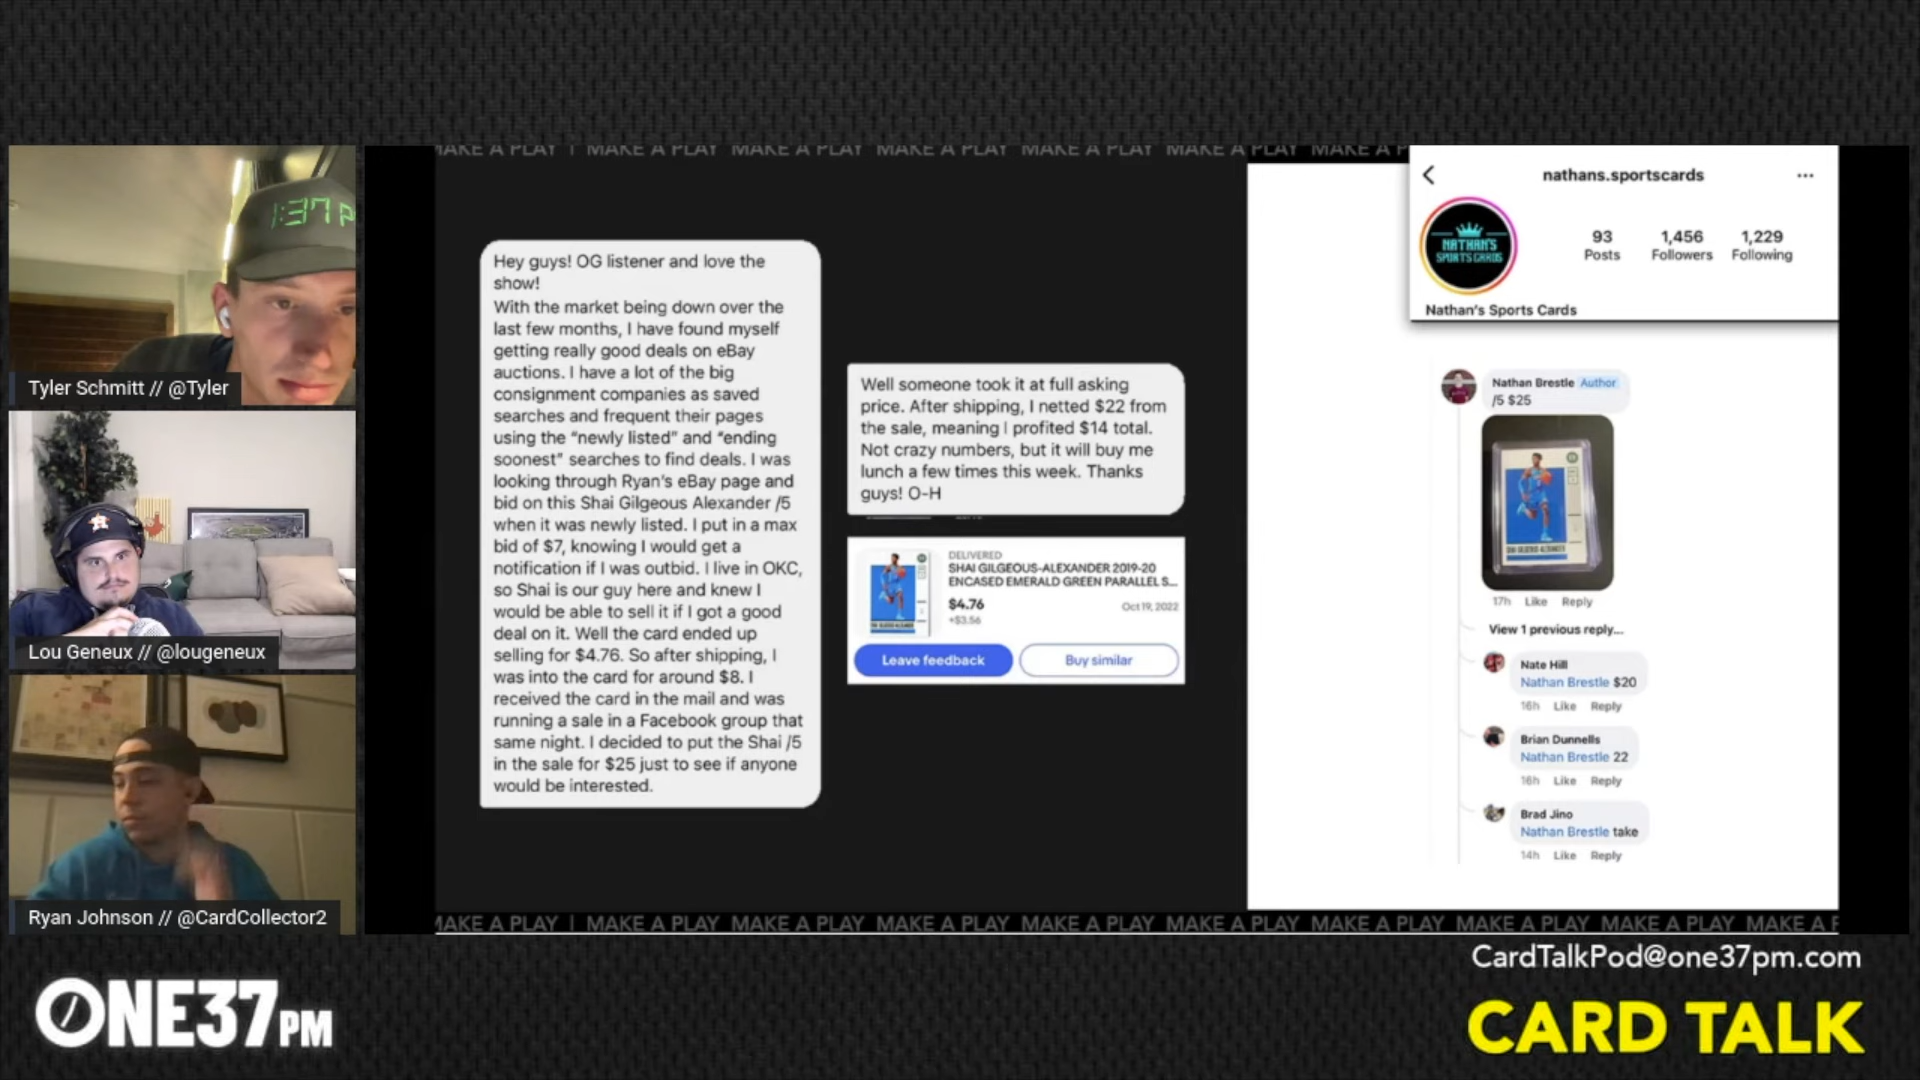 MAKE A PLAY | MAKE A PLAY MAKE A PLAY MAKE A PLAY MAKE A PLAY MAKE A PLAY MAKE A P
1:37P
Tyler Schmitt // @Tyler
Lou Geneux // @lougeneux
Ryan Johnson // @CardCollector2
Hey guys! OG listener and love the
show!
With the market being down over the
last few months, I have found myself
getting really good deals on eBay
auctions. I have a lot of the big
consignment companies as saved
searches and frequent their pages
using the “newly listed” and “ending
soonest” searches to find deals. I was
looking through Ryan’s eBay page and
bid on this Shai Gilgeous Alexander /5
when it was newly listed. I put in a max
bid of $7, knowing I would get a
notification if I was outbid. I live in OKC,
so Shai is our guy here and knew I
would be able to sell it if I got a good
deal on it. Well the card ended up
selling for $4.76. So after shipping, I
was into the card for around $8. I
received the card in the mail and was
running a sale in a Facebook group that
same night. I decided to put the Shai /5
in the sale for $25 just to see if anyone
would be interested.
Well someone took it at full asking
price. After shipping, I netted $22 from
the sale, meaning I profited $14 total.
Not crazy numbers, but it will buy me
lunch a few times this week. Thanks
guys! O-H
DELIVERED
SHAI GILGEOUS-ALEXANDER 2019-20
ENCASED EMERALD GREEN PARALLEL S...
$4.76
Oct 19, 2022
+$3.56
Leave feedback
Buy similar
nathans.sportscards
...
NATHAN'S
SPORTS CARDS
93
Posts
1,456
Followers
1,229
Following
Nathan's Sports Cards
Nathan Brestle Author
/5 $25
SHAI GILGEOUS-ALEXANDER
17h Like Reply
View 1 previous reply...
Nate Hill
Nathan Brestle $20
16h Like Reply
Brian Dunnells
Nathan Brestle 22
16h Like Reply
Brad Jino
Nathan Brestle take
14h Like Reply
MAKE A PLAY | MAKE A PLAY MAKE A PLAY MAKE A PLAY MAKE A PLAY MAKE A PLAY MAKE A PLAY MAKE A PLAY MAKE A PLAY MAKE A P
ONE37PM
CardTalkPod@one37pm.com
CARD TALK